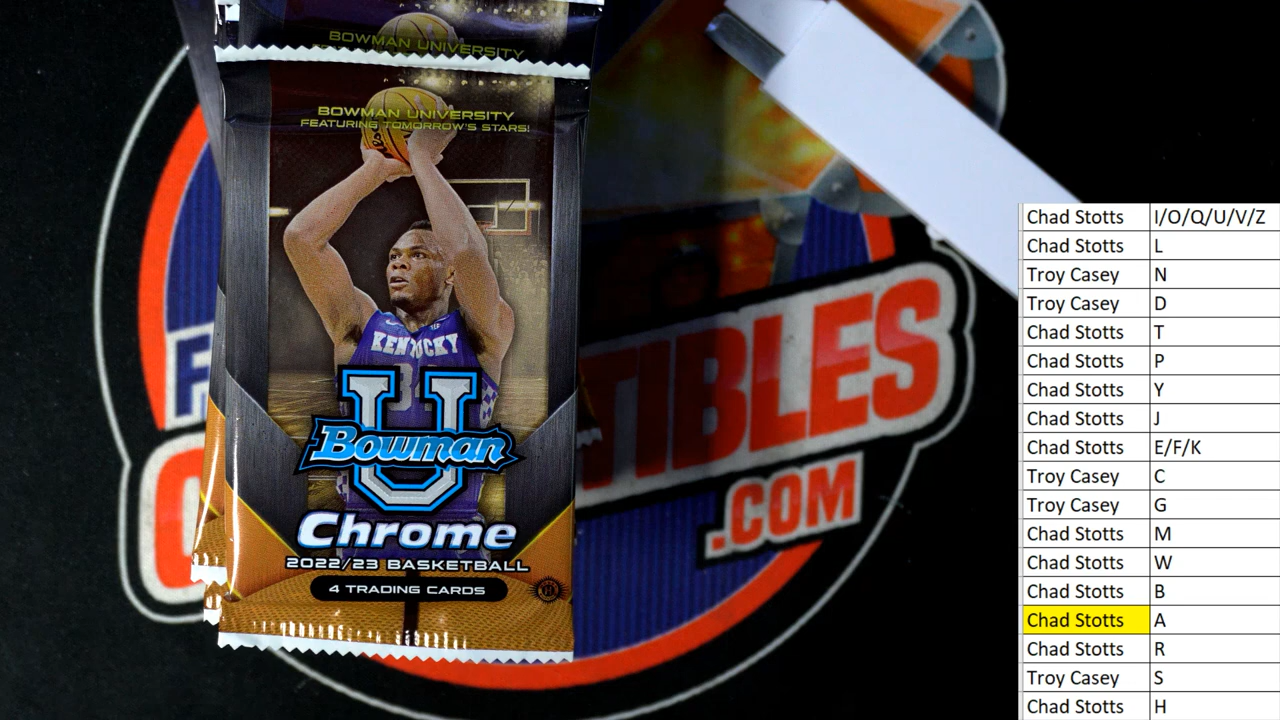 BOWMAN UNIVERSITY
BOWMAN UNIVERSITY
FEATURING TOMORROW'S STARS!
KENTUCKY
U
Bowman
Chrome
2022/23 BASKETBALL
4 TRADING CARDS
TIBLES
.COM
Chad Stotts I/O/Q/U/V/Z
Chad Stotts L
Troy Casey N
Troy Casey D
Chad Stotts T
Chad Stotts P
Chad Stotts Y
Chad Stotts J
Chad Stotts E/F/K
Troy Casey C
Troy Casey G
Chad Stotts M
Chad Stotts W
Chad Stotts B
Chad Stotts A
Chad Stotts R
Troy Casey S
Chad Stotts H